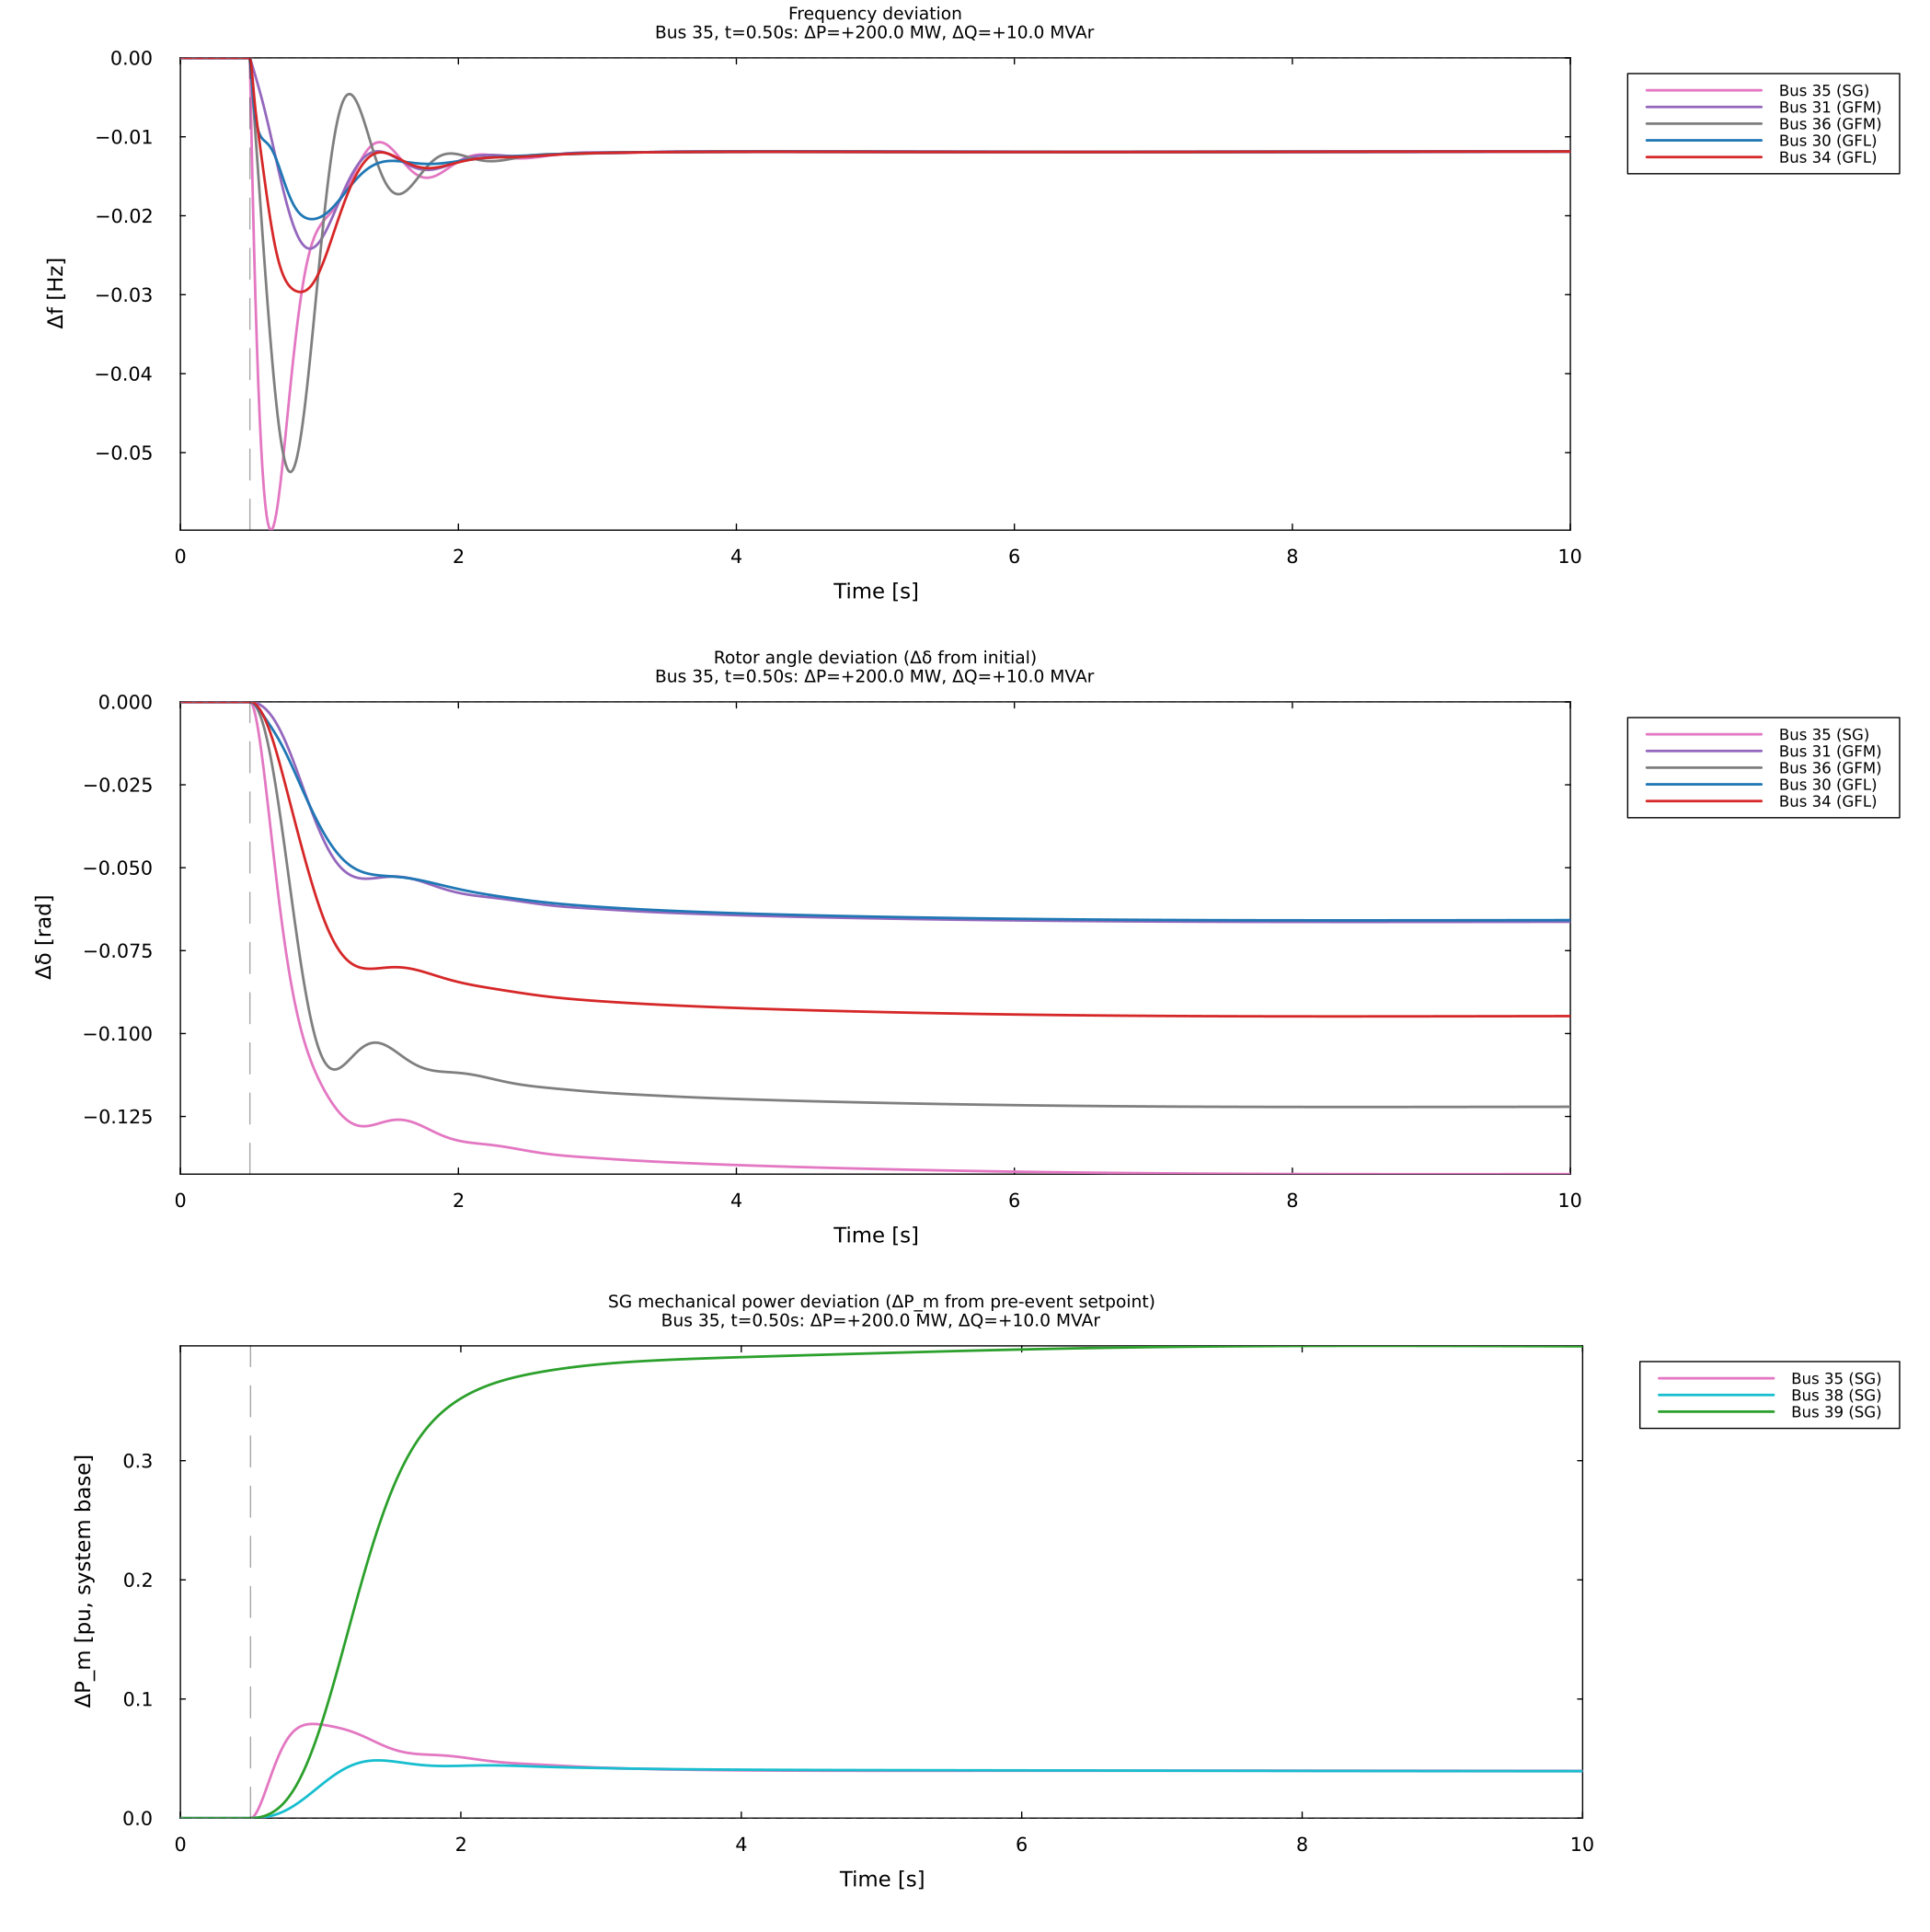 Frequency deviation
Bus 35, t=0.50s: ΔP=+200.0 MW, ΔQ=+10.0 MVAr
0.00
−0.01
−0.02
−0.03
−0.04
−0.05
Δf [Hz]
0 2 4 6 8 10
Time [s]
Bus 35 (SG)
Bus 31 (GFM)
Bus 36 (GFM)
Bus 30 (GFL)
Bus 34 (GFL)
Rotor angle deviation (Δδ from initial)
Bus 35, t=0.50s: ΔP=+200.0 MW, ΔQ=+10.0 MVAr
0.000
−0.025
−0.050
−0.075
−0.100
−0.125
Δδ [rad]
0 2 4 6 8 10
Time [s]
Bus 35 (SG)
Bus 31 (GFM)
Bus 36 (GFM)
Bus 30 (GFL)
Bus 34 (GFL)
SG mechanical power deviation (ΔP_m from pre-event setpoint)
Bus 35, t=0.50s: ΔP=+200.0 MW, ΔQ=+10.0 MVAr
0.3
0.2
0.1
0.0
ΔP_m [pu, system base]
0 2 4 6 8 10
Time [s]
Bus 35 (SG)
Bus 38 (SG)
Bus 39 (SG)